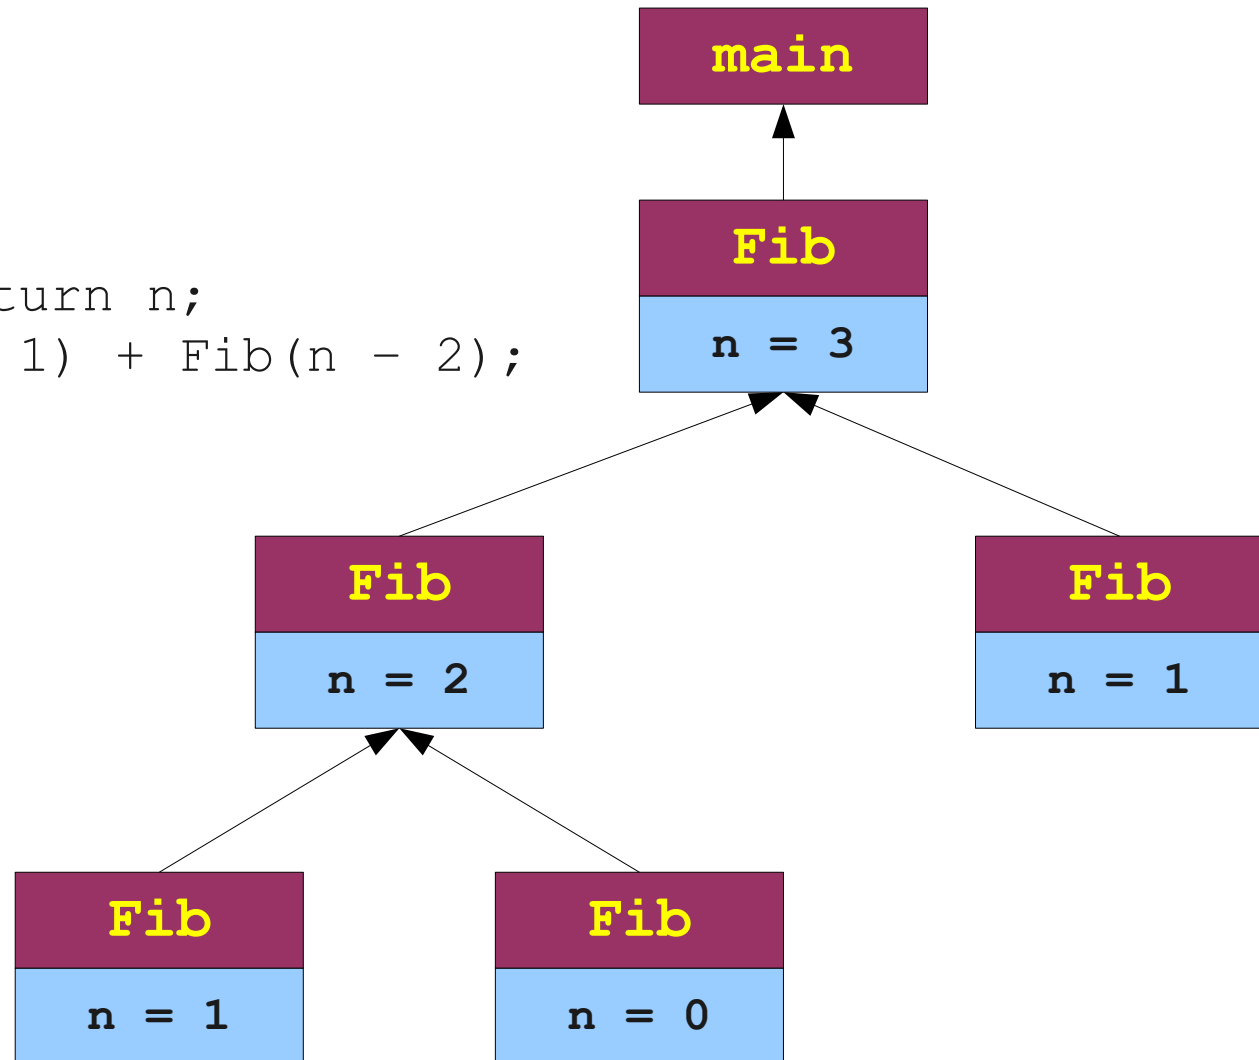 main
Fib
turn n;
n = 3
1) + Fib(n - 2);
Fib
Fib
n = 2
n = 1
Fib
Fib
n = 1
n = 0